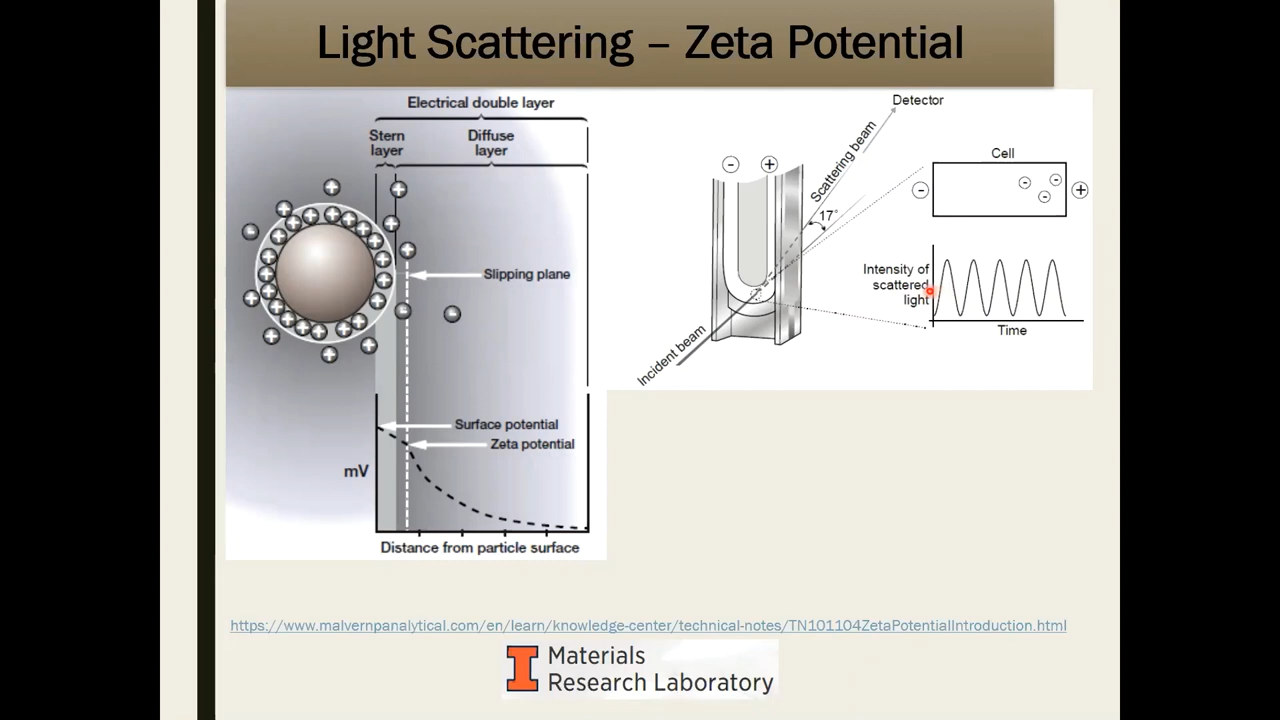 Light Scattering – Zeta Potential
Electrical double layer
Stern
layer
Diffuse
layer
Slipping plane
Surface potential
Zeta potential
mV
Distance from particle surface
Detector
Scattering beam
17°
Incident beam
Cell
Intensity of
scattered
light
Time
https://www.malvernpanalytical.com/en/learn/knowledge-center/technical-notes/TN101104ZetaPotentialIntroduction.html
I
Materials
Research Laboratory